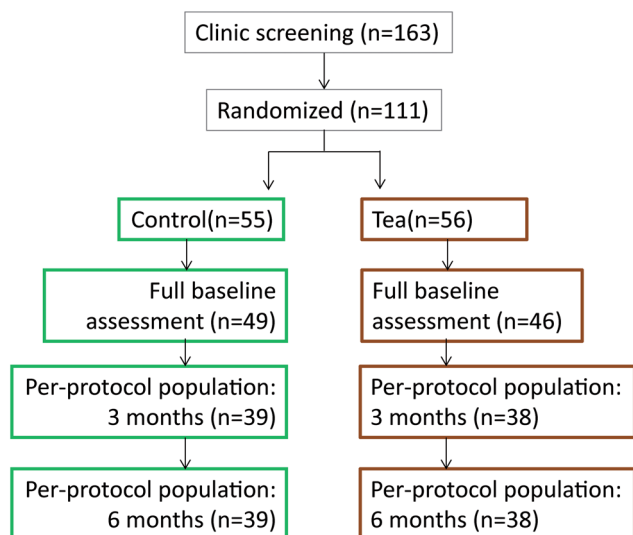 Clinic screening (n=163)
Randomized (n=111)
Control(n=55)
Tea(n=56)
Full baseline
assessment (n=49)
Full baseline
assessment (n=46)
Per-protocol population:
3 months (n=39)
Per-protocol population:
3 months (n=38)
Per-protocol population:
6 months (n=39)
Per-protocol population:
6 months (n=38)